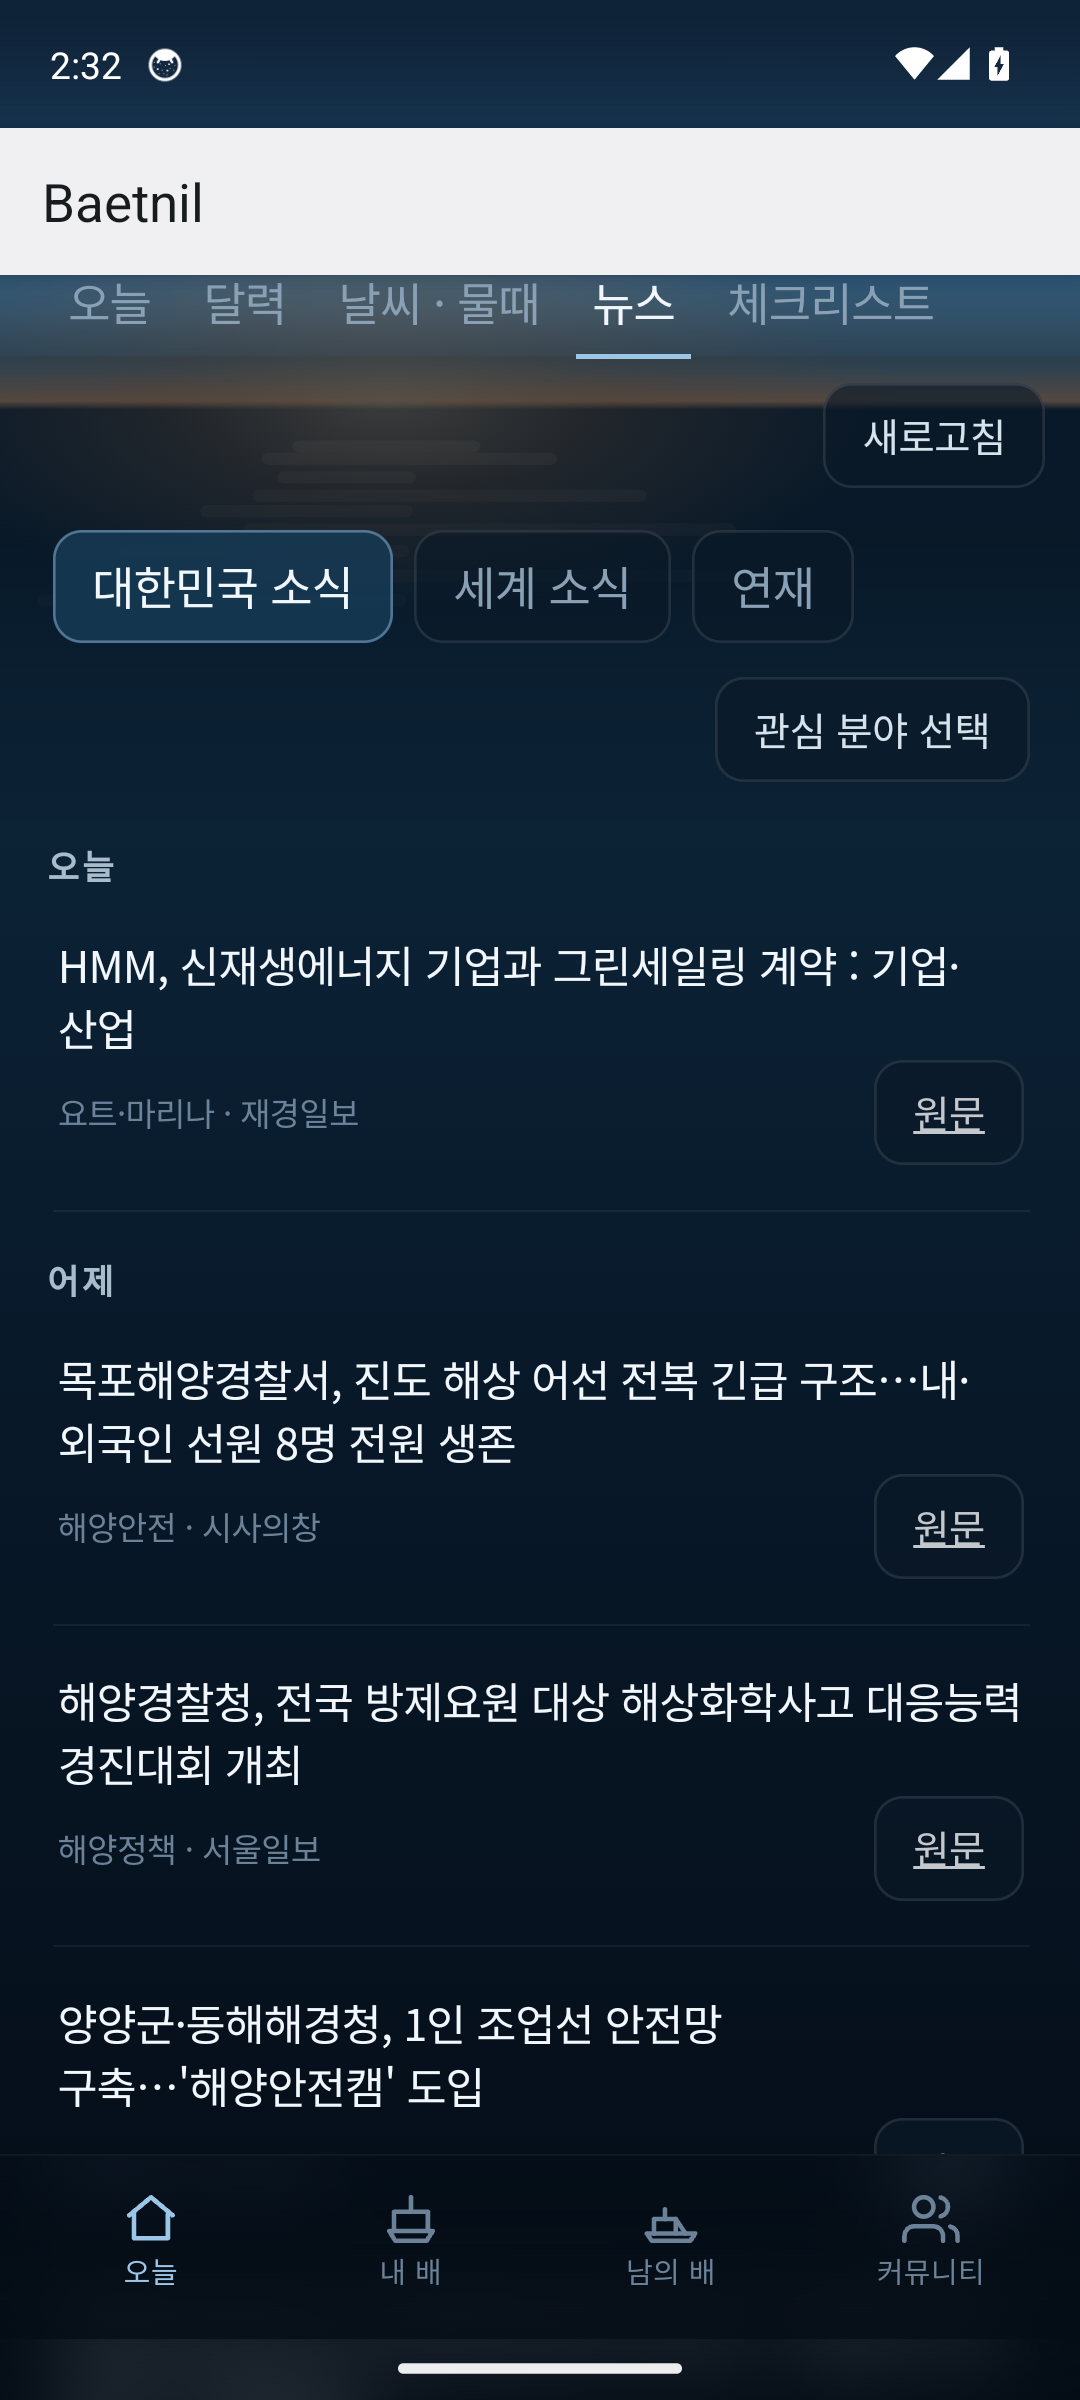 2:32
Baetnil
오늘 달력 날씨 · 물때 뉴스 체크리스트
새로고침
대한민국 소식 세계 소식 연재
관심 분야 선택
오늘
HMM, 신재생에너지 기업과 그린세일링 계약 : 기업·
산업
요트·마리나 · 재경일보
원문
어제
목포해양경찰서, 진도 해상 어선 전복 긴급 구조…내·
외국인 선원 8명 전원 생존
해양안전 · 시사의창
원문
해양경찰청, 전국 방제요원 대상 해상화학사고 대응능력
경진대회 개최
해양정책 · 서울일보
원문
양양군·동해해경청, 1인 조업선 안전망
구축…'해양안전캠' 도입
오늘 내 배 남의 배 커뮤니티